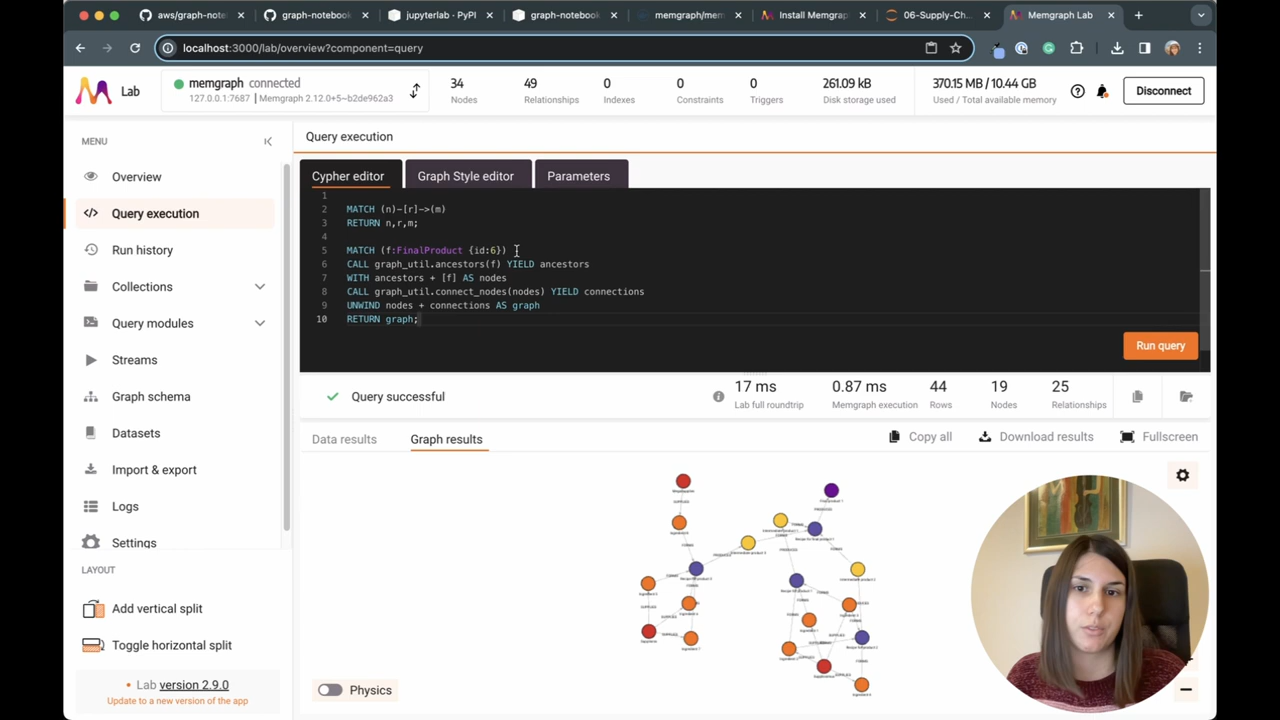 aws/graph-note
graph-notebook
jupyterlab - PyPI
graph-noteboo
memgraph/mem
Install Memgrap
06-Supply-Ch
Memgraph Lab
localhost:3000/lab/overview?component=query
Lab
memgraph connected
127.0.0.1:7687 | Memgraph 2.12.0+5~b2de962a3
34
Nodes
49
Relationships
0
Indexes
0
Constraints
0
Triggers
261.09 kB
Disk storage used
370.15 MB / 10.44 GB
Used / Total available memory
Disconnect
MENU
Overview
Query execution
Run history
Collections
Query modules
Streams
Graph schema
Datasets
Import & export
Logs
Settings
LAYOUT
Add vertical split
Toggle horizontal split
• Lab version 2.9.0
Update to a new version of the app
Query execution
Cypher editor
Graph Style editor
Parameters
1
2 MATCH (n)-[r]->(m)
3 RETURN n,r,m;
4
5 MATCH (f:FinalProduct {id:6})
6 CALL graph_util.ancestors(f) YIELD ancestors
7 WITH ancestors + [f] AS nodes
8 CALL graph_util.connect_nodes(nodes) YIELD connections
9 UNWIND nodes + connections AS graph
10 RETURN graph;
Run query
Query successful
17 ms
Lab full roundtrip
0.87 ms
Memgraph execution
44
Rows
19
Nodes
25
Relationships
Data results
Graph results
Copy all
Download results
Fullscreen
Physics